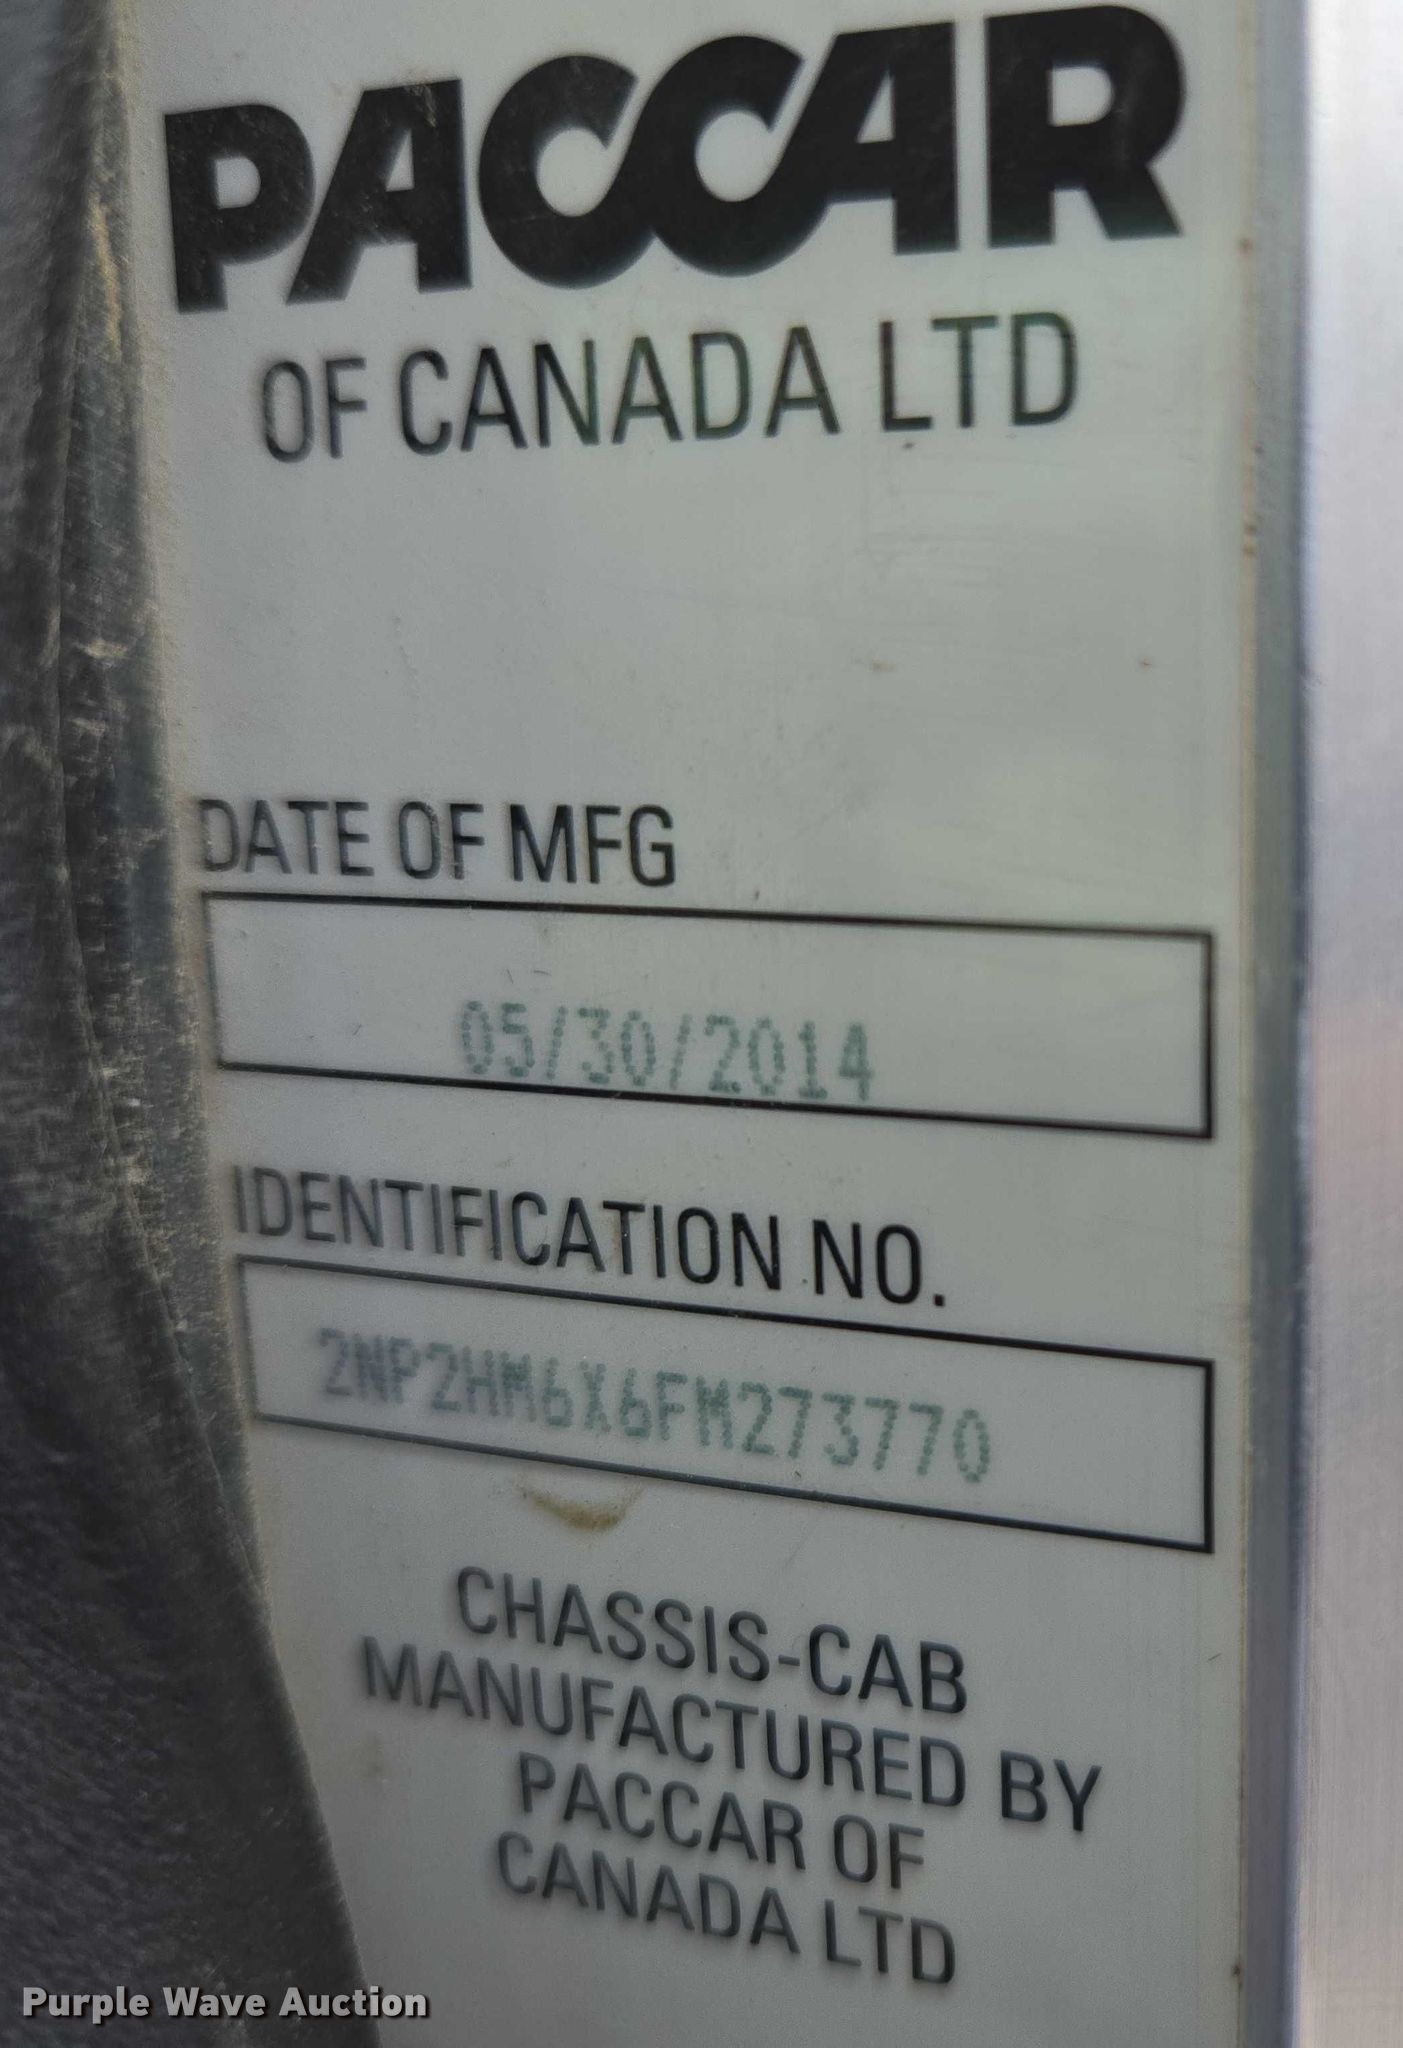 PACCAR
OF CANADA LTD
DATE OF MFG
05/30/2014
IDENTIFICATION NO.
2NP2HM6X6FM273770
CHASSIS-CAB
MANUFACTURED BY
PACCAR OF
CANADA LTD
Purple Wave Auction